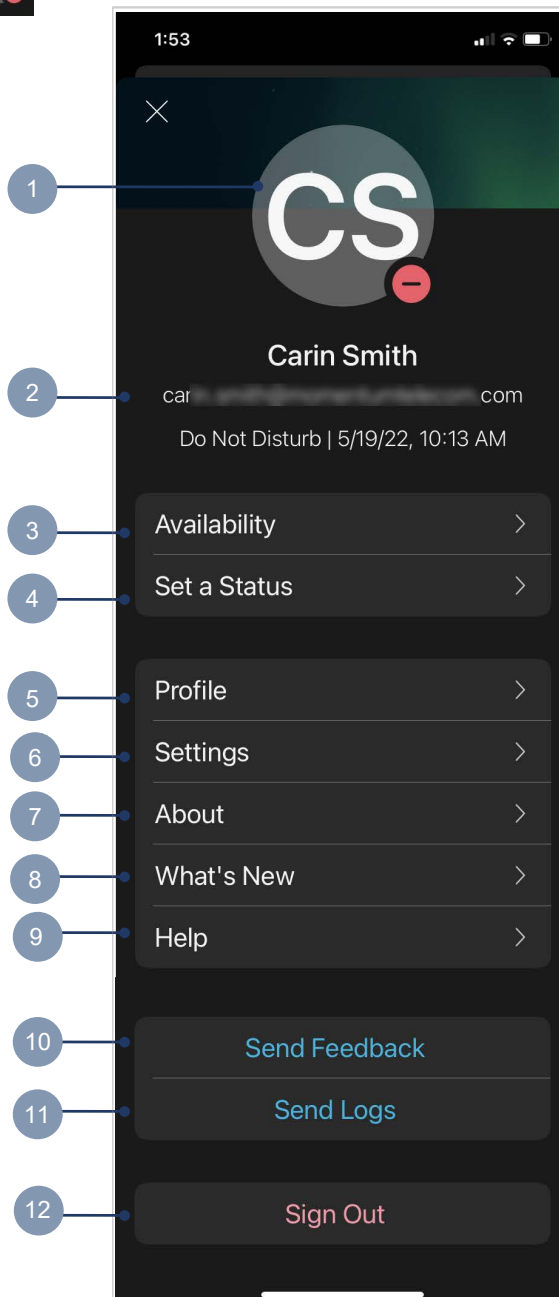 1:53
1
CS
Carin Smith
2
car .com
Do Not Disturb | 5/19/22, 10:13 AM
3
Availability
4
Set a Status
5
Profile
6
Settings
7
About
8
What's New
9
Help
10
Send Feedback
11
Send Logs
12
Sign Out